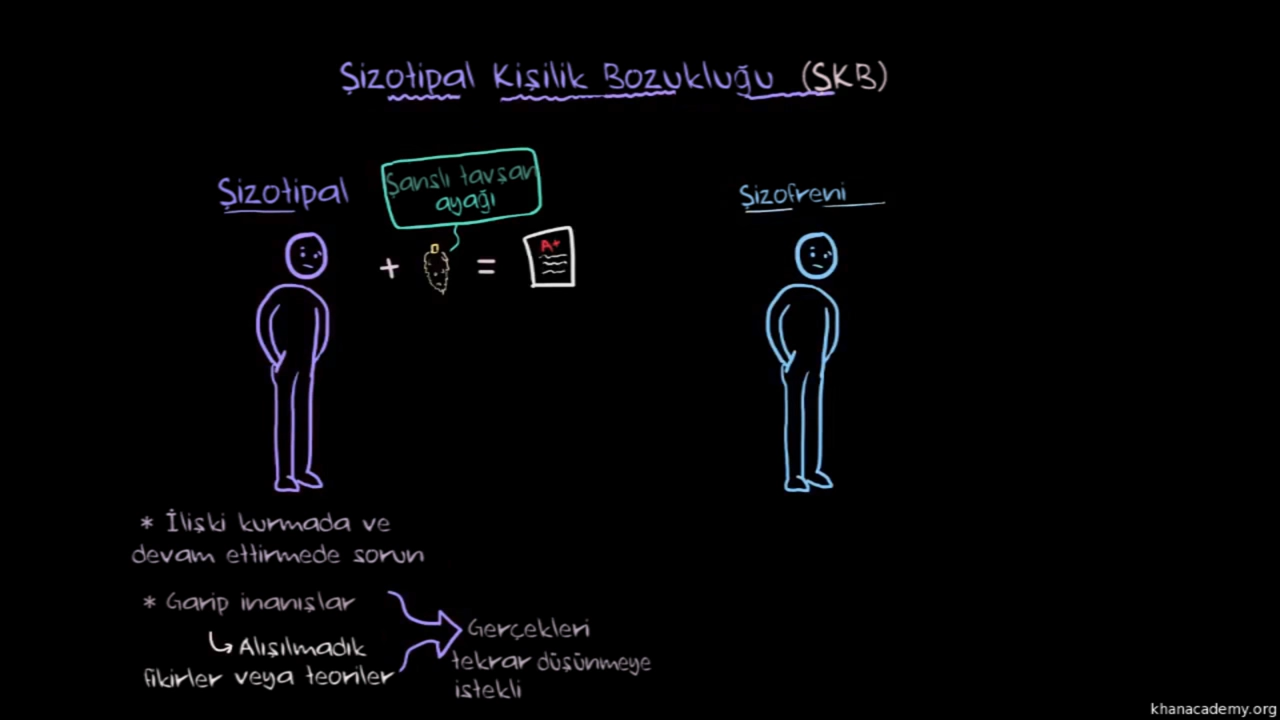 Şizotipal Kişilik Bozukluğu (ŞKB)
Şizotipal
Şanslı tavşan
ayağı
+
=
A+
Şizofreni
* İlişki kurmada ve
devam ettirmede sorun
* Garip inanışlar
Alışılmadık
fikirler veya teoriler
Gerçekleri
tekrar düşünmeye
istekli
khanacademy.org